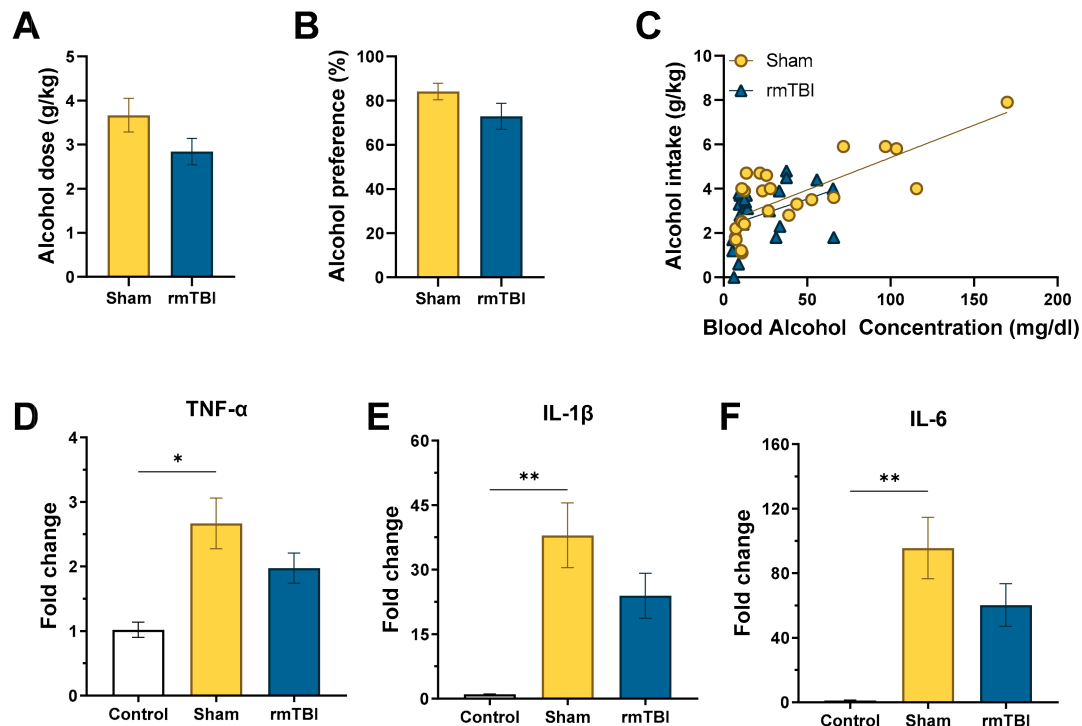 A
Alcohol dose (g/kg)
5
4
3
2
1
0
Sham rmTBI
B
Alcohol preference (%)
100
80
60
40
20
0
Sham rmTBI
C
Alcohol intake (g/kg)
10
8
6
4
2
0
Sham
rmTBI
0 50 100 150 200
Blood Alcohol Concentration (mg/dl)
D
TNF-α
Fold change
4
3
2
1
0
*
Control Sham rmTBI
E
IL-1β
Fold change
60
45
30
15
0
**
Control Sham rmTBI
F
IL-6
Fold change
160
120
80
40
0
**
Control Sham rmTBI